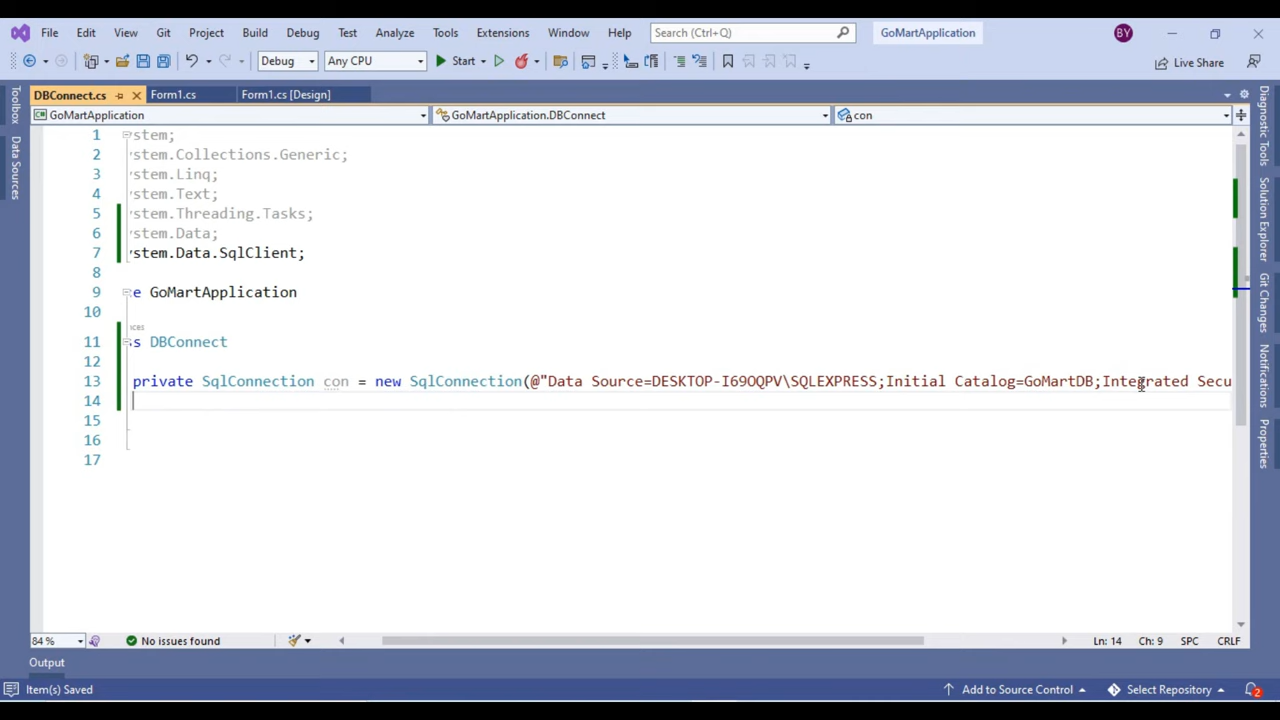 File Edit View Git Project Build Debug Test Analyze Tools Extensions Window Help Search (Ctrl+Q) GoMartApplication BY
Debug Any CPU Start Live Share
DBConnect.cs Form1.cs Form1.cs [Design]
GoMartApplication GoMartApplication.DBConnect con
Toolbox
Data Sources
1 stem;
2 stem.Collections.Generic;
3 stem.Linq;
4 stem.Text;
5 stem.Threading.Tasks;
6 stem.Data;
7 stem.Data.SqlClient;
8
9 e GoMartApplication
10
nces
11 s DBConnect
12
13 private SqlConnection con = new SqlConnection(@"Data Source=DESKTOP-I69OQPV\SQLEXPRESS;Initial Catalog=GoMartDB;Integrated Secu
14
15
16
17
Diagnostic Tools
Solution Explorer
Git Changes
Notifications
Properties
84 % No issues found Ln: 14 Ch: 9 SPC CRLF
Output
Item(s) Saved Add to Source Control Select Repository 2